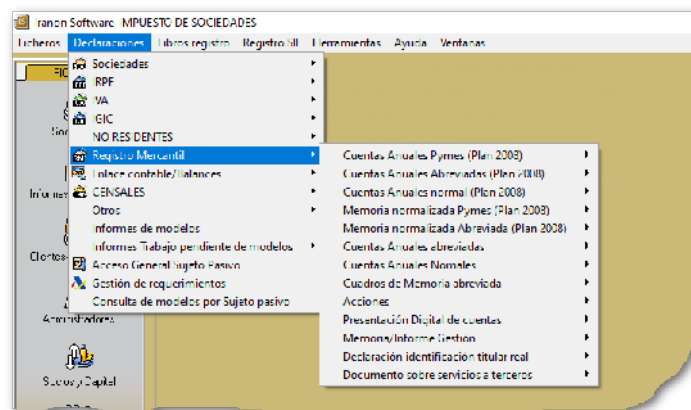 Iranon Software IMPUESTO DE SOCIEDADES
Ficheros Declaraciones Libros registro Registro SII Herramientas Ayuda Ventanas
Sociedades
IRPF
IVA
IGIC
NO RESIDENTES
Registro Mercantil
Enlace contable/Balances
CENSALES
Otros
Informes de modelos
Informes Trabajo pendiente de modelos
Acceso General Sujeto Pasivo
Gestión de requerimientos
Consulta de modelos por Sujeto pasivo
Cuentas Anuales Pymes (Plan 2008)
Cuentas Anuales Abreviadas (Plan 2008)
Cuentas Anuales normal (Plan 2008)
Memoria normalizada Pymes (Plan 2008)
Memoria normalizada Abreviada (Plan 2008)
Cuentas Anuales abreviadas
Cuentas Anuales Normales
Cuadros de Memoria abreviada
Acciones
Presentación Digital de cuentas
Memoria/Informe Gestión
Declaración identificación titular real
Documento sobre servicios a terceros
Administradores
Socios y Capital